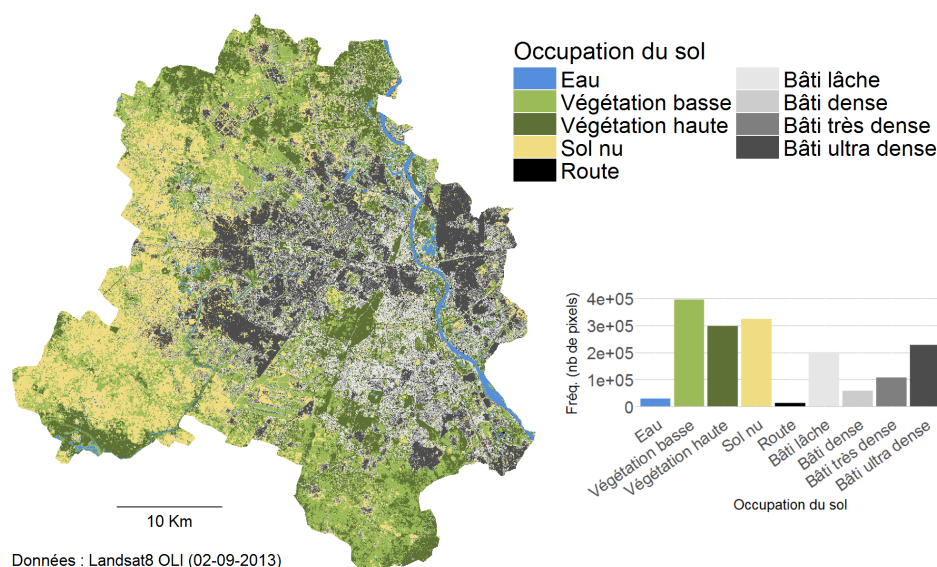 Occupation du sol
Eau
Végétation basse
Végétation haute
Sol nu
Route
Bâti lâche
Bâti dense
Bâti très dense
Bâti ultra dense
Fréq. (nb de pixels)
4e+05
3e+05
2e+05
1e+05
0
Eau
Végétation basse
Végétation haute
Sol nu
Route
Bâti lâche
Bâti dense
Bâti très dense
Bâti ultra dense
Occupation du sol
10 Km
Données : Landsat8 OLI (02-09-2013)